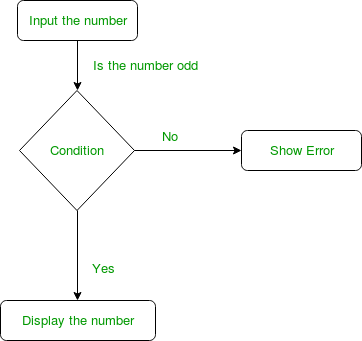 Input the number
Is the number odd
No
Condition
Show Error
Yes
Display the number